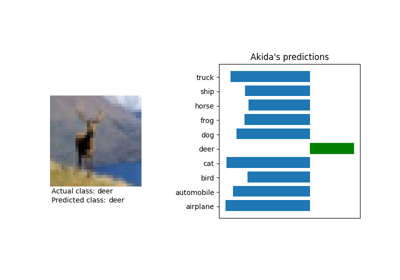 Akida's predictions
truck
ship
horse
frog
dog
deer
cat
bird
automobile
airplane
Actual class: deer
Predicted class: deer